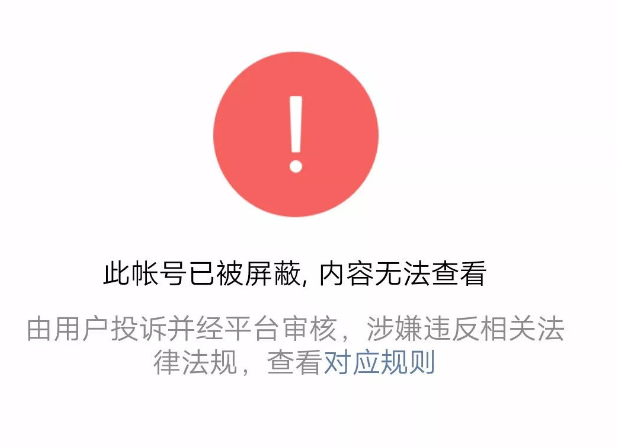 此帐号已被屏蔽, 内容无法查看
由用户投诉并经平台审核，涉嫌违反相关法
律法规，查看对应规则